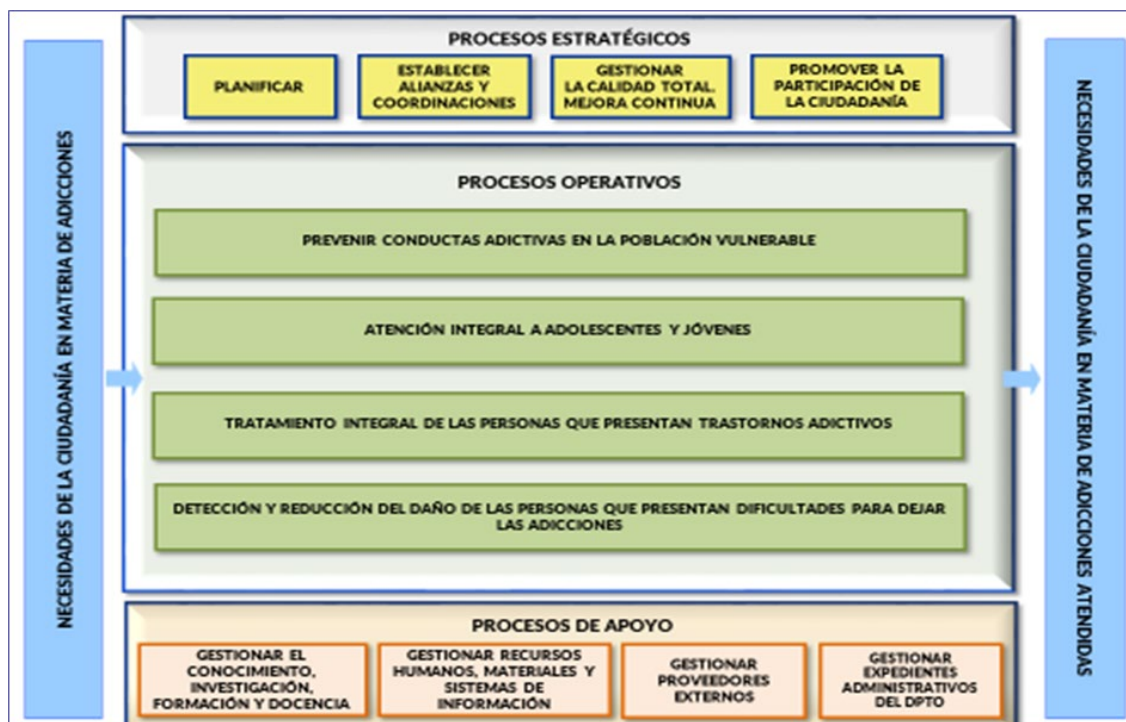 NECESIDADES DE LA CIUDADANÍA EN MATERIA DE ADICCIONES
PROCESOS ESTRATÉGICOS
PLANIFICAR
ESTABLECER
ALIANZAS Y
COORDINACIONES
GESTIONAR
LA CALIDAD TOTAL.
MEJORA CONTINUA
PROMOVER LA
PARTICIPACIÓN DE
LA CIUDADANÍA
PROCESOS OPERATIVOS
PREVENIR CONDUCTAS ADICTIVAS EN LA POBLACIÓN VULNERABLE
ATENCIÓN INTEGRAL A ADOLESCENTES Y JÓVENES
TRATAMIENTO INTEGRAL DE LAS PERSONAS QUE PRESENTAN TRASTORNOS ADICTIVOS
DETECCIÓN Y REDUCCIÓN DEL DAÑO DE LAS PERSONAS QUE PRESENTAN DIFICULTADES PARA DEJAR
LAS ADICCIONES
PROCESOS DE APOYO
GESTIONAR EL
CONOCIMIENTO,
INVESTIGACIÓN,
FORMACIÓN Y DOCENCIA
GESTIONAR RECURSOS
HUMANOS, MATERIALES Y
SISTEMAS DE
INFORMACIÓN
GESTIONAR
PROVEEDORES
EXTERNOS
GESTIONAR
EXPEDIENTES
ADMINISTRATIVOS
DEL DPTO
NECESIDADES DE LA CIUDADANÍA EN MATERIA DE ADICCIONES ATENDIDAS